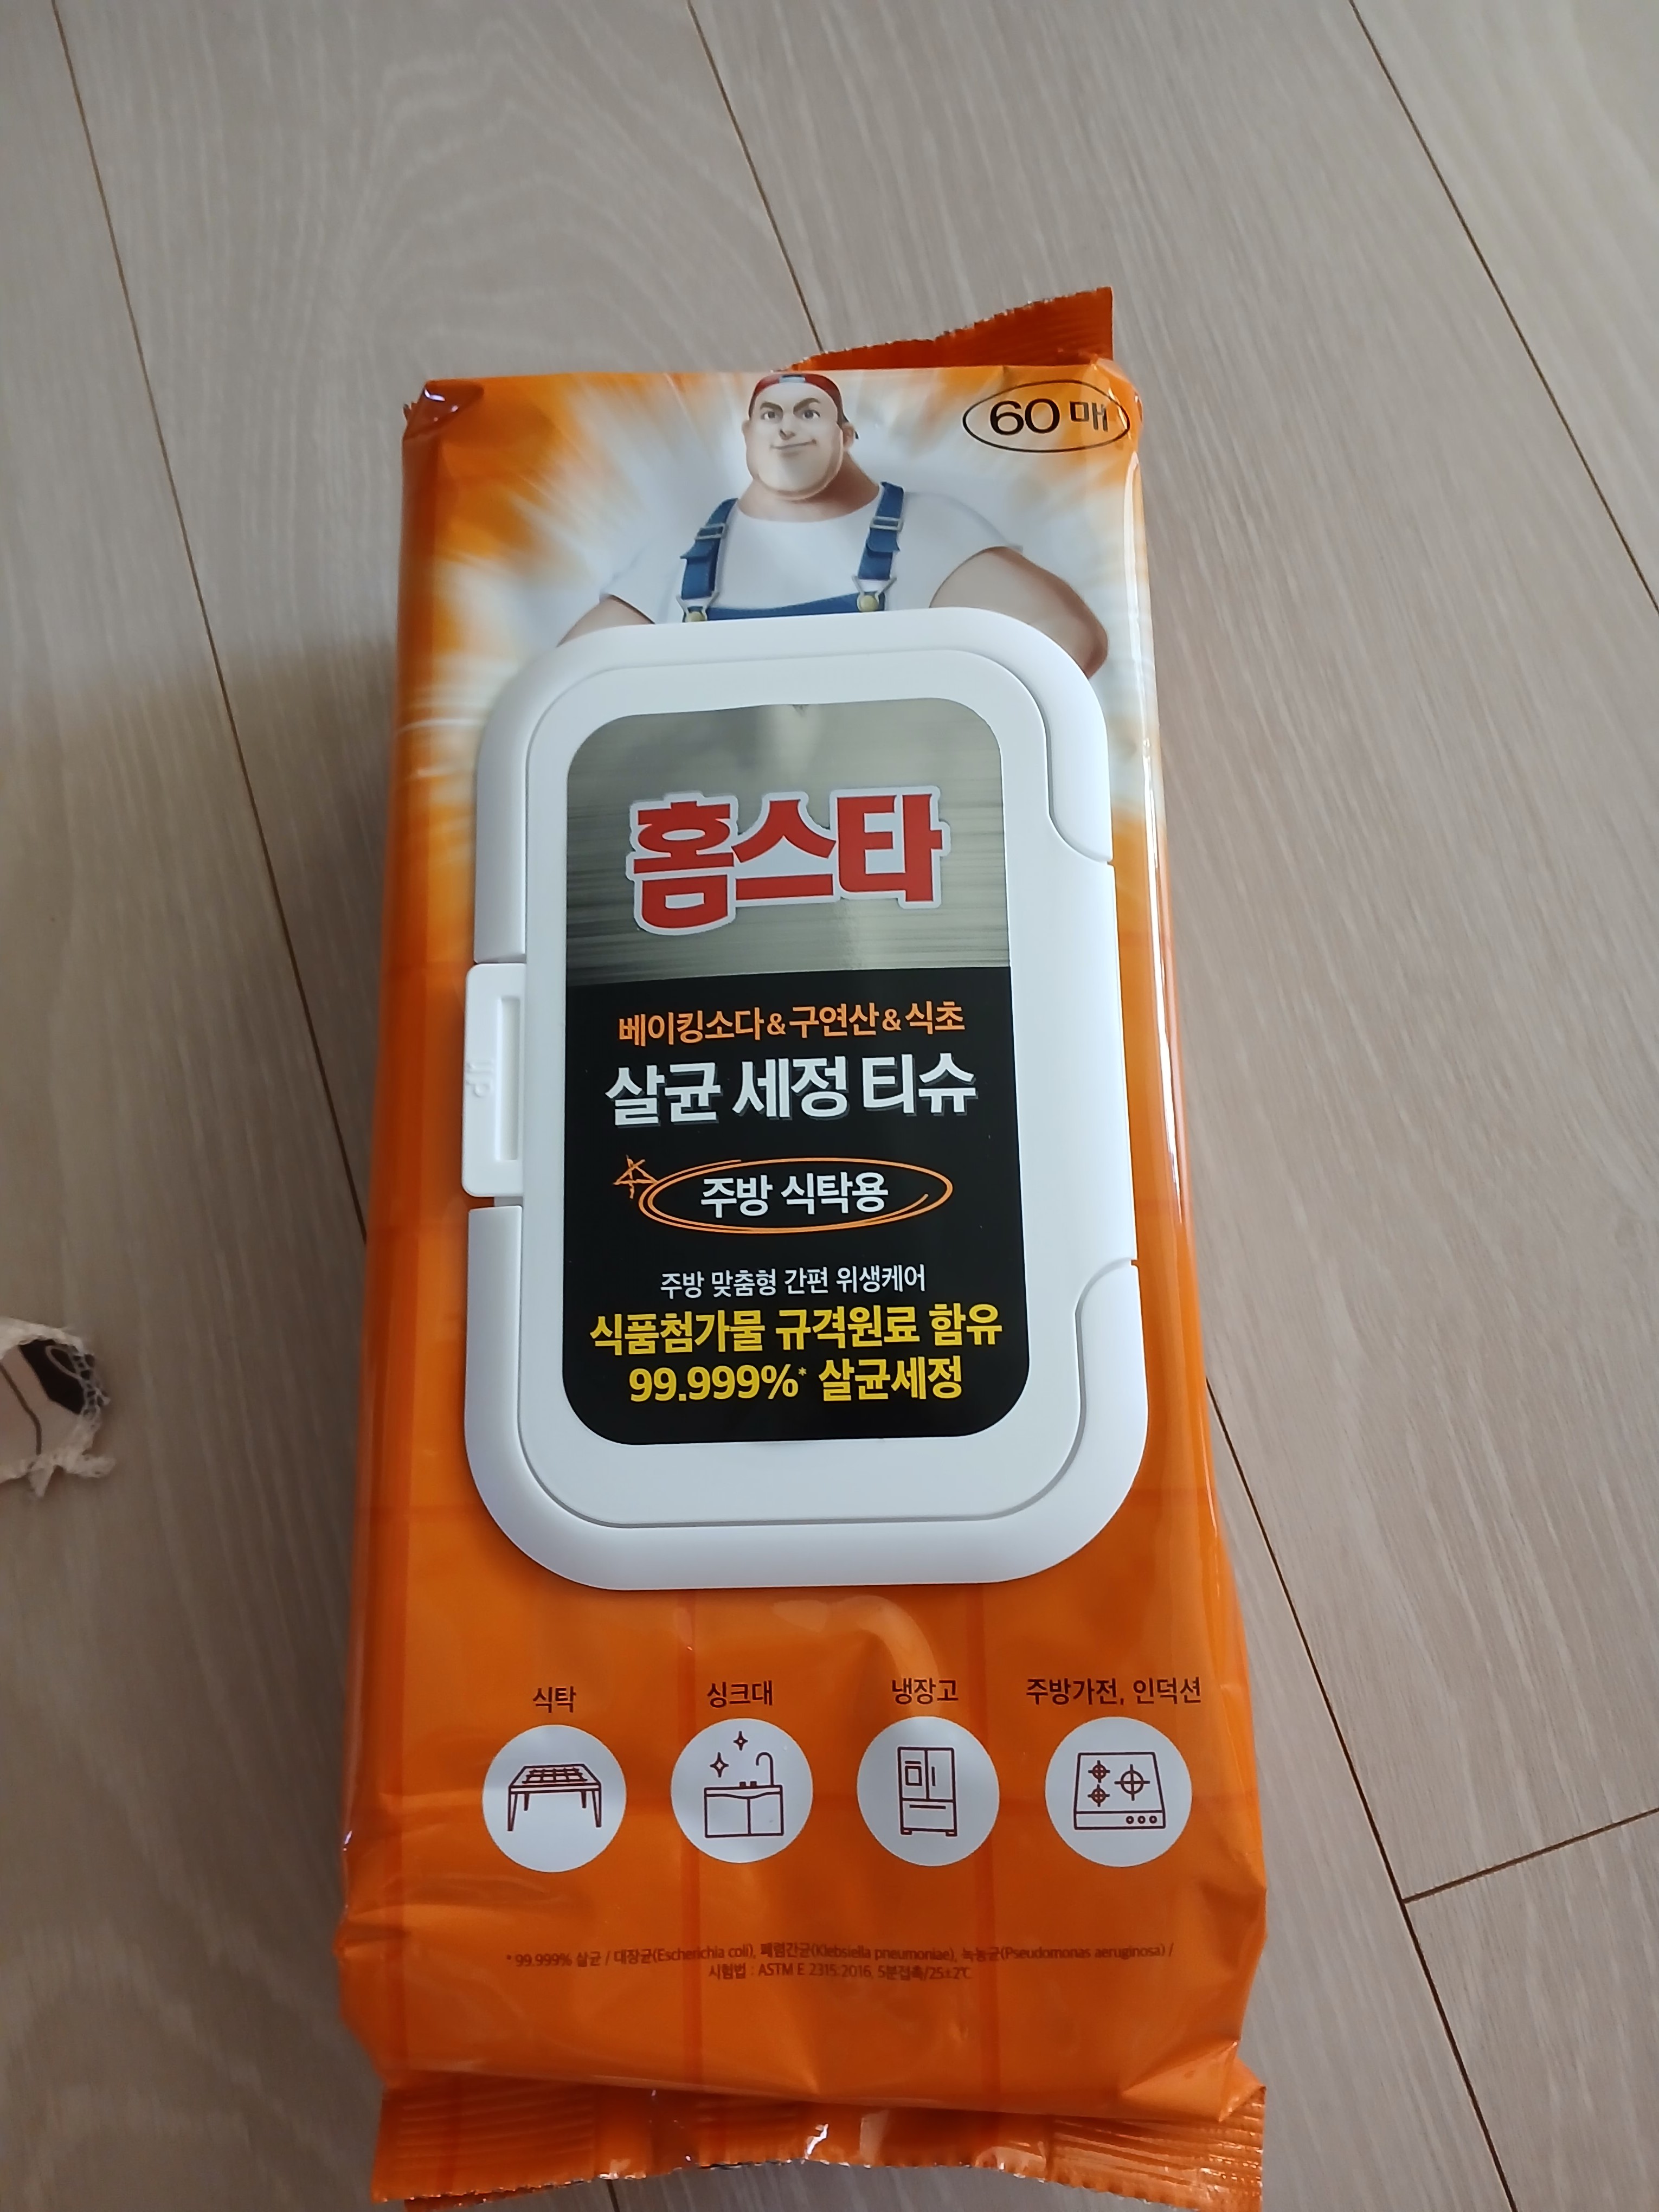 60 매
홈스타
베이킹소다&구연산&식초
살균 세정 티슈
주방 식탁용
주방 맞춤형 간편 위생케어
식품첨가물 규격원료 함유
99.999%* 살균세정
식탁
싱크대
냉장고
주방가전, 인덕션
* 99.999% 살균 / 대장균(Escherichia coli), 폐렴간균(Klebsiella pneumoniae), 녹농균(Pseudomonas aeruginosa) /
시험법 : ASTM E 2315:2016, 5분접촉/25±2℃